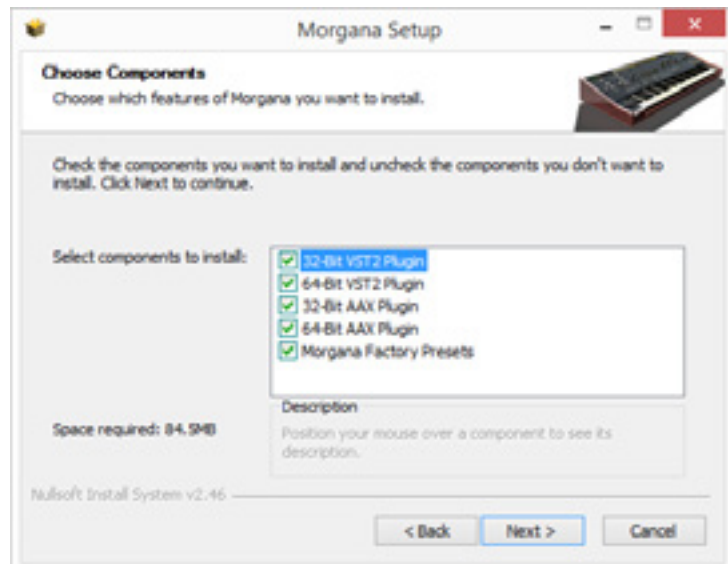 Morgana Setup
Choose Components
Choose which features of Morgana you want to install.
Check the components you want to install and uncheck the components you don't want to
install. Click Next to continue.
Select components to install:
32-Bit VST2 Plugin
64-Bit VST2 Plugin
32-Bit AAX Plugin
64-Bit AAX Plugin
Morgana Factory Presets
Space required: 84.5MB
Description
Position your mouse over a component to see its
description.
Nullsoft Install System v2.46
< Back Next > Cancel